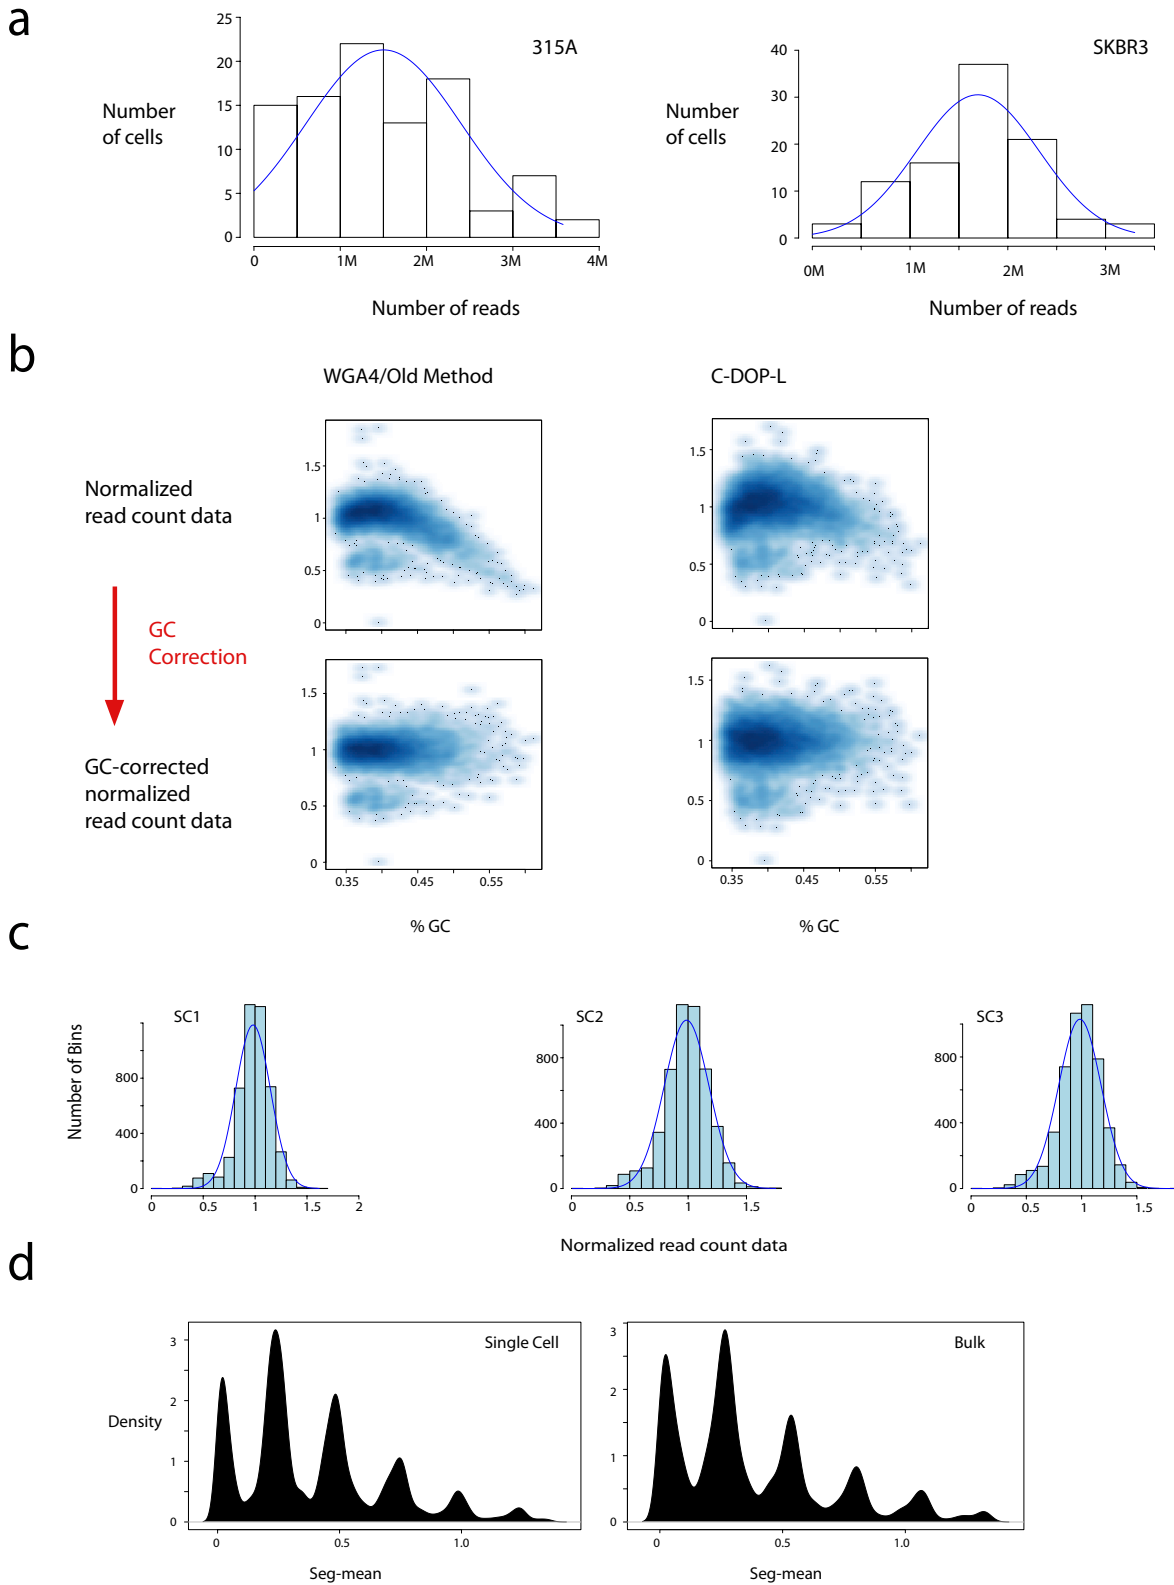 a
315A
Number
of cells
25
20
15
10
5
0
0
1M
2M
3M
4M
Number of reads
SKBR3
Number
of cells
40
30
20
10
0
0M
1M
2M
3M
Number of reads
b
WGA4/Old Method
C-DOP-L
Normalized
read count data
1.5
1
0.5
0
1.5
1
0.5
0
GC
Correction
GC-corrected
normalized
read count data
1.5
1
0.5
0
0.35
0.45
0.55
% GC
1.5
1
0.5
0
0.35
0.45
0.55
% GC
c
Number of Bins
SC1
800
400
0
0
0.5
1
1.5
2
SC2
800
400
0
0
0.5
1
1.5
SC3
800
400
0
0
0.5
1
1.5
Normalized read count data
d
Density
Single Cell
3
2
1
0
0
0.5
1.0
Seg-mean
Bulk
3
2
1
0
0
0.5
1.0
Seg-mean